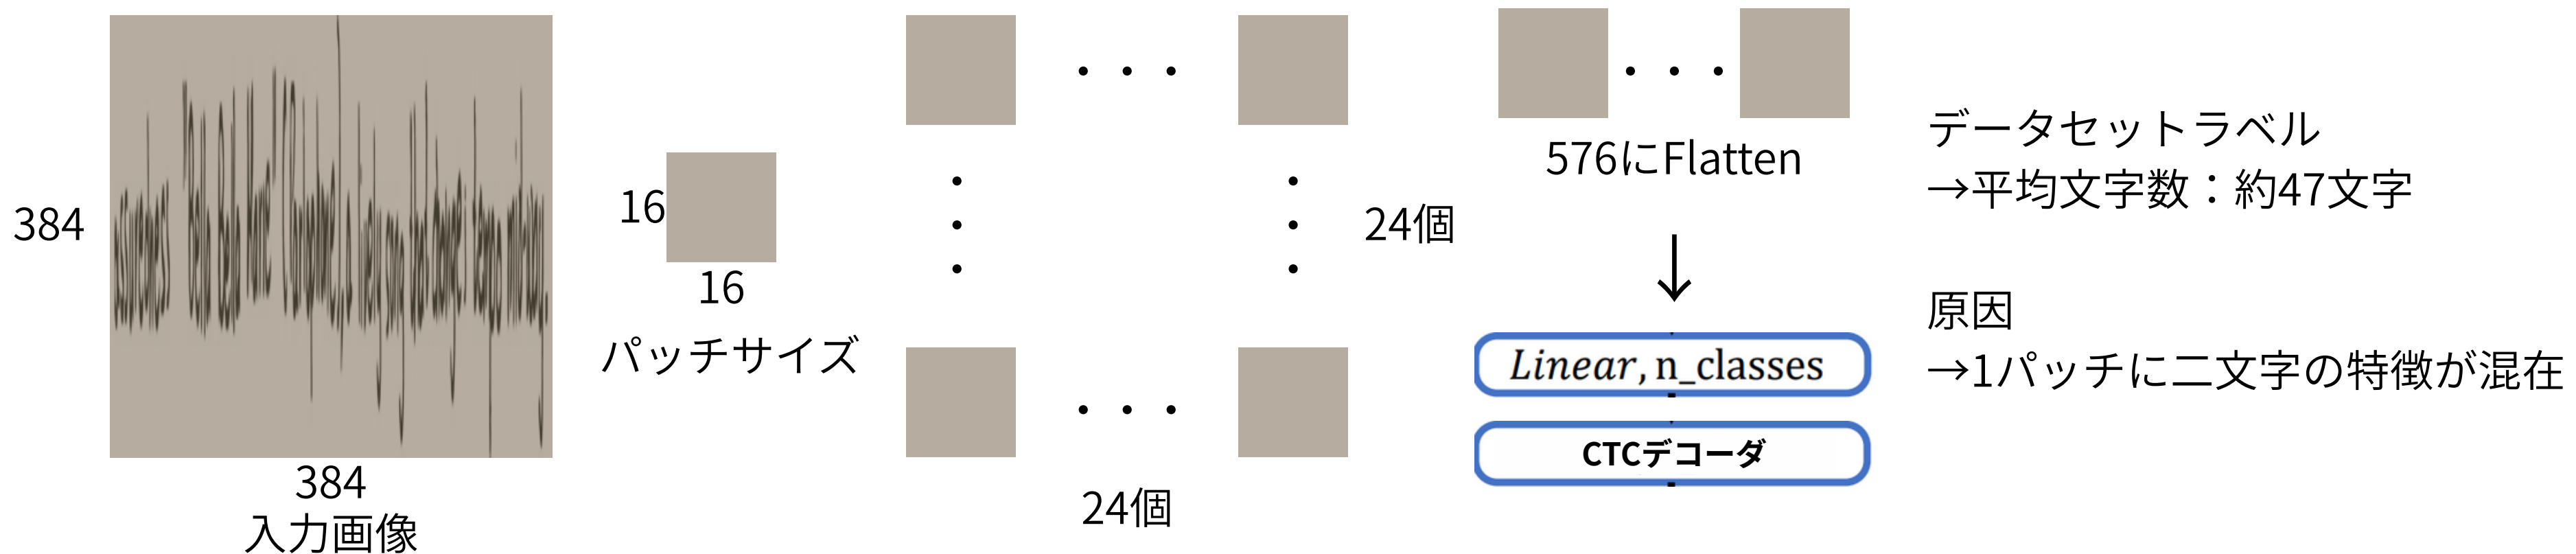 384
384
入力画像
16
16
パッチサイズ
24個
24個
576にFlatten
Linear, n_classes
CTCデコーダ
データセットラベル
→平均文字数：約47文字
原因
→1パッチに二文字の特徴が混在